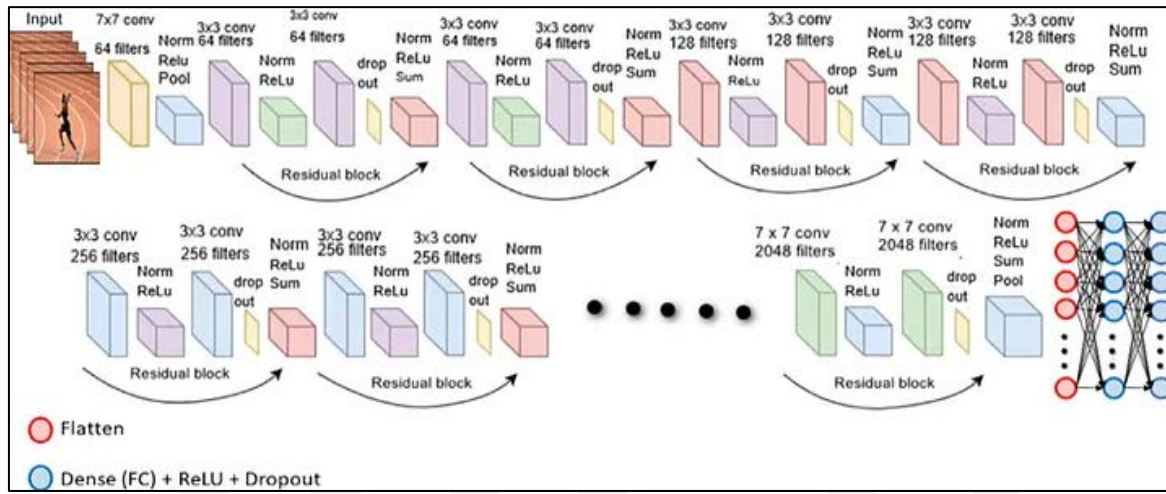 Input
7x7 conv
64 filters
Norm
Relu
Pool
3x3 conv
64 filters
Norm
ReLu
3x3 conv
64 filters
drop
out
Norm
ReLu
Sum
3x3 conv
64 filters
Norm
ReLu
3x3 conv
64 filters
drop
out
Norm
ReLu
Sum
3x3 conv
128 filters
Norm
ReLu
3x3 conv
128 filters
drop
out
Norm
ReLu
Sum
3x3 conv
128 filters
Norm
ReLu
3x3 conv
128 filters
drop
out
Norm
ReLu
Sum
Residual block
Residual block
Residual block
Residual block
3x3 conv
256 filters
Norm
ReLu
3x3 conv
256 filters
drop
out
Norm
ReLu
Sum
3x3 conv
256 filters
Norm
ReLu
3x3 conv
256 filters
drop
out
Norm
ReLu
Sum
7 x 7 conv
2048 filters
Norm
ReLu
7 x 7 conv
2048 filters
drop
out
Norm
ReLu
Sum
Pool
Residual block
Residual block
Residual block
Flatten
Dense (FC) + ReLU + Dropout